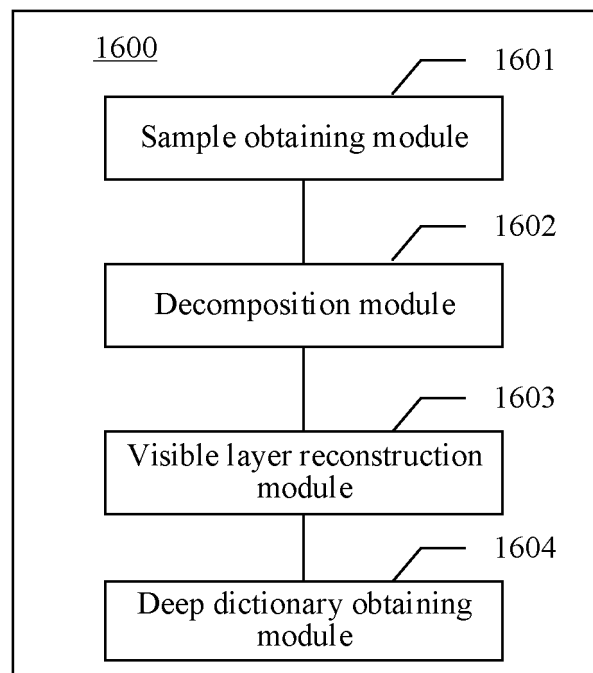 1600
1601
Sample obtaining module
1602
Decomposition module
1603
Visible layer reconstruction
module
1604
Deep dictionary obtaining
module